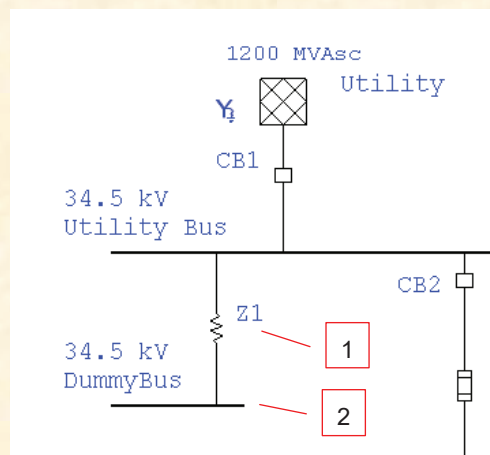 1200 MVAsc
Utility
CB1
34.5 kV
Utility Bus
CB2
Z1
1
34.5 kV
DummyBus
2